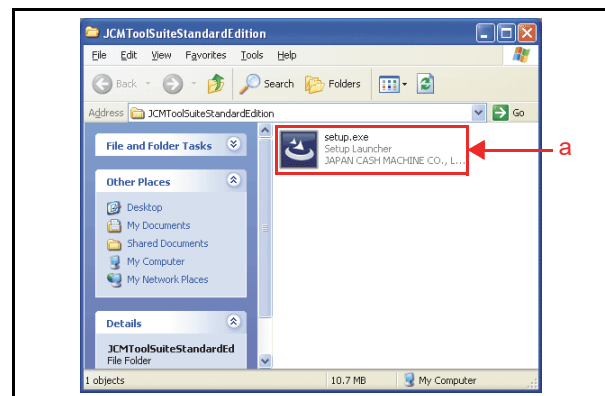 JCMToolSuiteStandardEdition
File Edit View Favorites Tools Help
Back Search Folders
Address JCMToolSuiteStandardEdition Go
File and Folder Tasks
Other Places
Desktop
My Documents
Shared Documents
My Computer
My Network Places
Details
JCMToolSuiteStandardEd
File Folder
setup.exe
Setup Launcher
JAPAN CASH MACHINE CO., L...
a
1 objects 10.7 MB My Computer